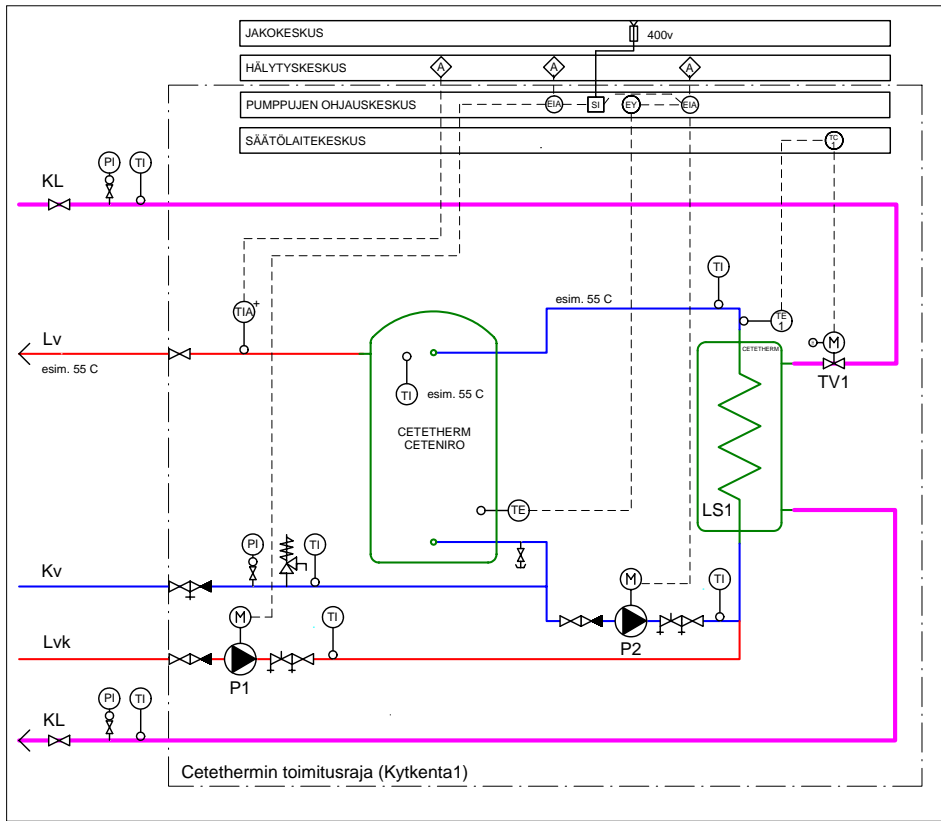 JAKOKESKUS
400v
HÄLYTYSKESKUS
A
A
A
PUMPPUJEN OHJAUSKESKUS
EIA
SI
EY
EIA
SÄÄTÖLAITEKESKUS
TC
1
KL
PI
TI
TI
esim. 55 C
TE
1
M
TIA
+
Lv
esim. 55 C
TI
esim. 55 C
CETETHERM
TV1
CETETHERM
CETENIRO
LS1
TE
PI
TI
Kv
M
TI
M
TI
Lvk
P1
P2
KL
PI
TI
Cetethermin toimitusraja (Kytkenta1)